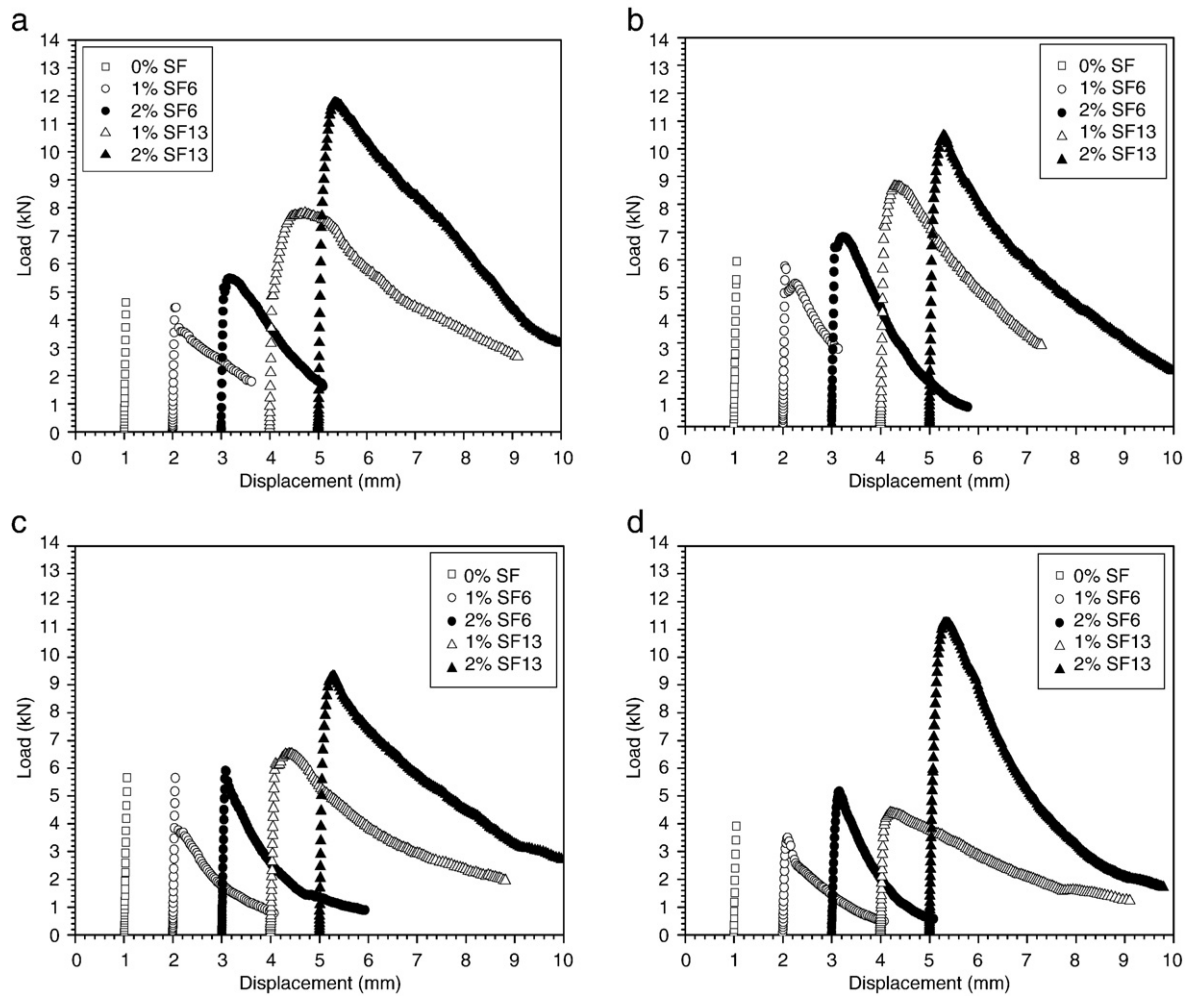 a
14
13
12
11
10
9
8
7
6
5
4
3
2
1
0
Load (kN)
0% SF
1% SF6
2% SF6
1% SF13
2% SF13
0 1 2 3 4 5 6 7 8 9 10
Displacement (mm)
b
14
13
12
11
10
9
8
7
6
5
4
3
2
1
0
Load (kN)
0% SF
1% SF6
2% SF6
1% SF13
2% SF13
0 1 2 3 4 5 6 7 8 9 10
Displacement (mm)
c
14
13
12
11
10
9
8
7
6
5
4
3
2
1
0
Load (kN)
0% SF
1% SF6
2% SF6
1% SF13
2% SF13
0 1 2 3 4 5 6 7 8 9 10
Displacement (mm)
d
14
13
12
11
10
9
8
7
6
5
4
3
2
1
0
Load (kN)
0% SF
1% SF6
2% SF6
1% SF13
2% SF13
0 1 2 3 4 5 6 7 8 9 10
Displacement (mm)